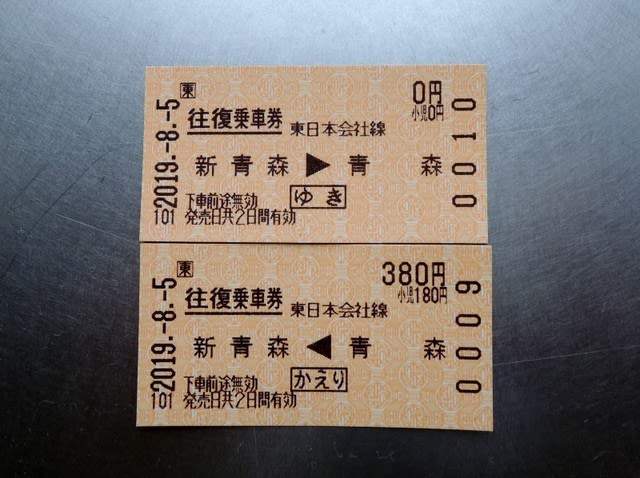 東
0円
往復乗車券
小児0円
東日本会社線
新青森▶青森
ゆき
下車前途無効
発売日共2日間有効
101
2019.-8.-5
0010
東
380円
往復乗車券
小児180円
東日本会社線
新青森◀青森
かえり
下車前途無効
発売日共2日間有効
101
2019.-8.-5
0009